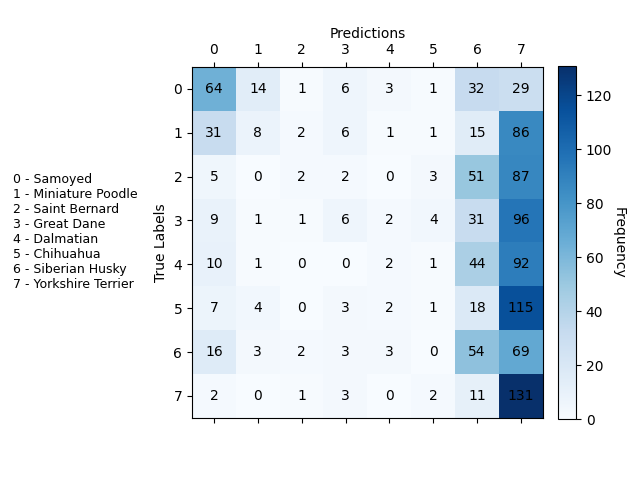 Predictions
0 1 2 3 4 5 6 7
0 64 14 1 6 3 1 32 29
1 31 8 2 6 1 1 15 86
2 5 0 2 2 0 3 51 87
3 9 1 1 6 2 4 31 96
4 10 1 0 0 2 1 44 92
5 7 4 0 3 2 1 18 115
6 16 3 2 3 3 0 54 69
7 2 0 1 3 0 2 11 131
True Labels
0 - Samoyed
1 - Miniature Poodle
2 - Saint Bernard
3 - Great Dane
4 - Dalmatian
5 - Chihuahua
6 - Siberian Husky
7 - Yorkshire Terrier
120
100
80
60
40
20
0
Frequency